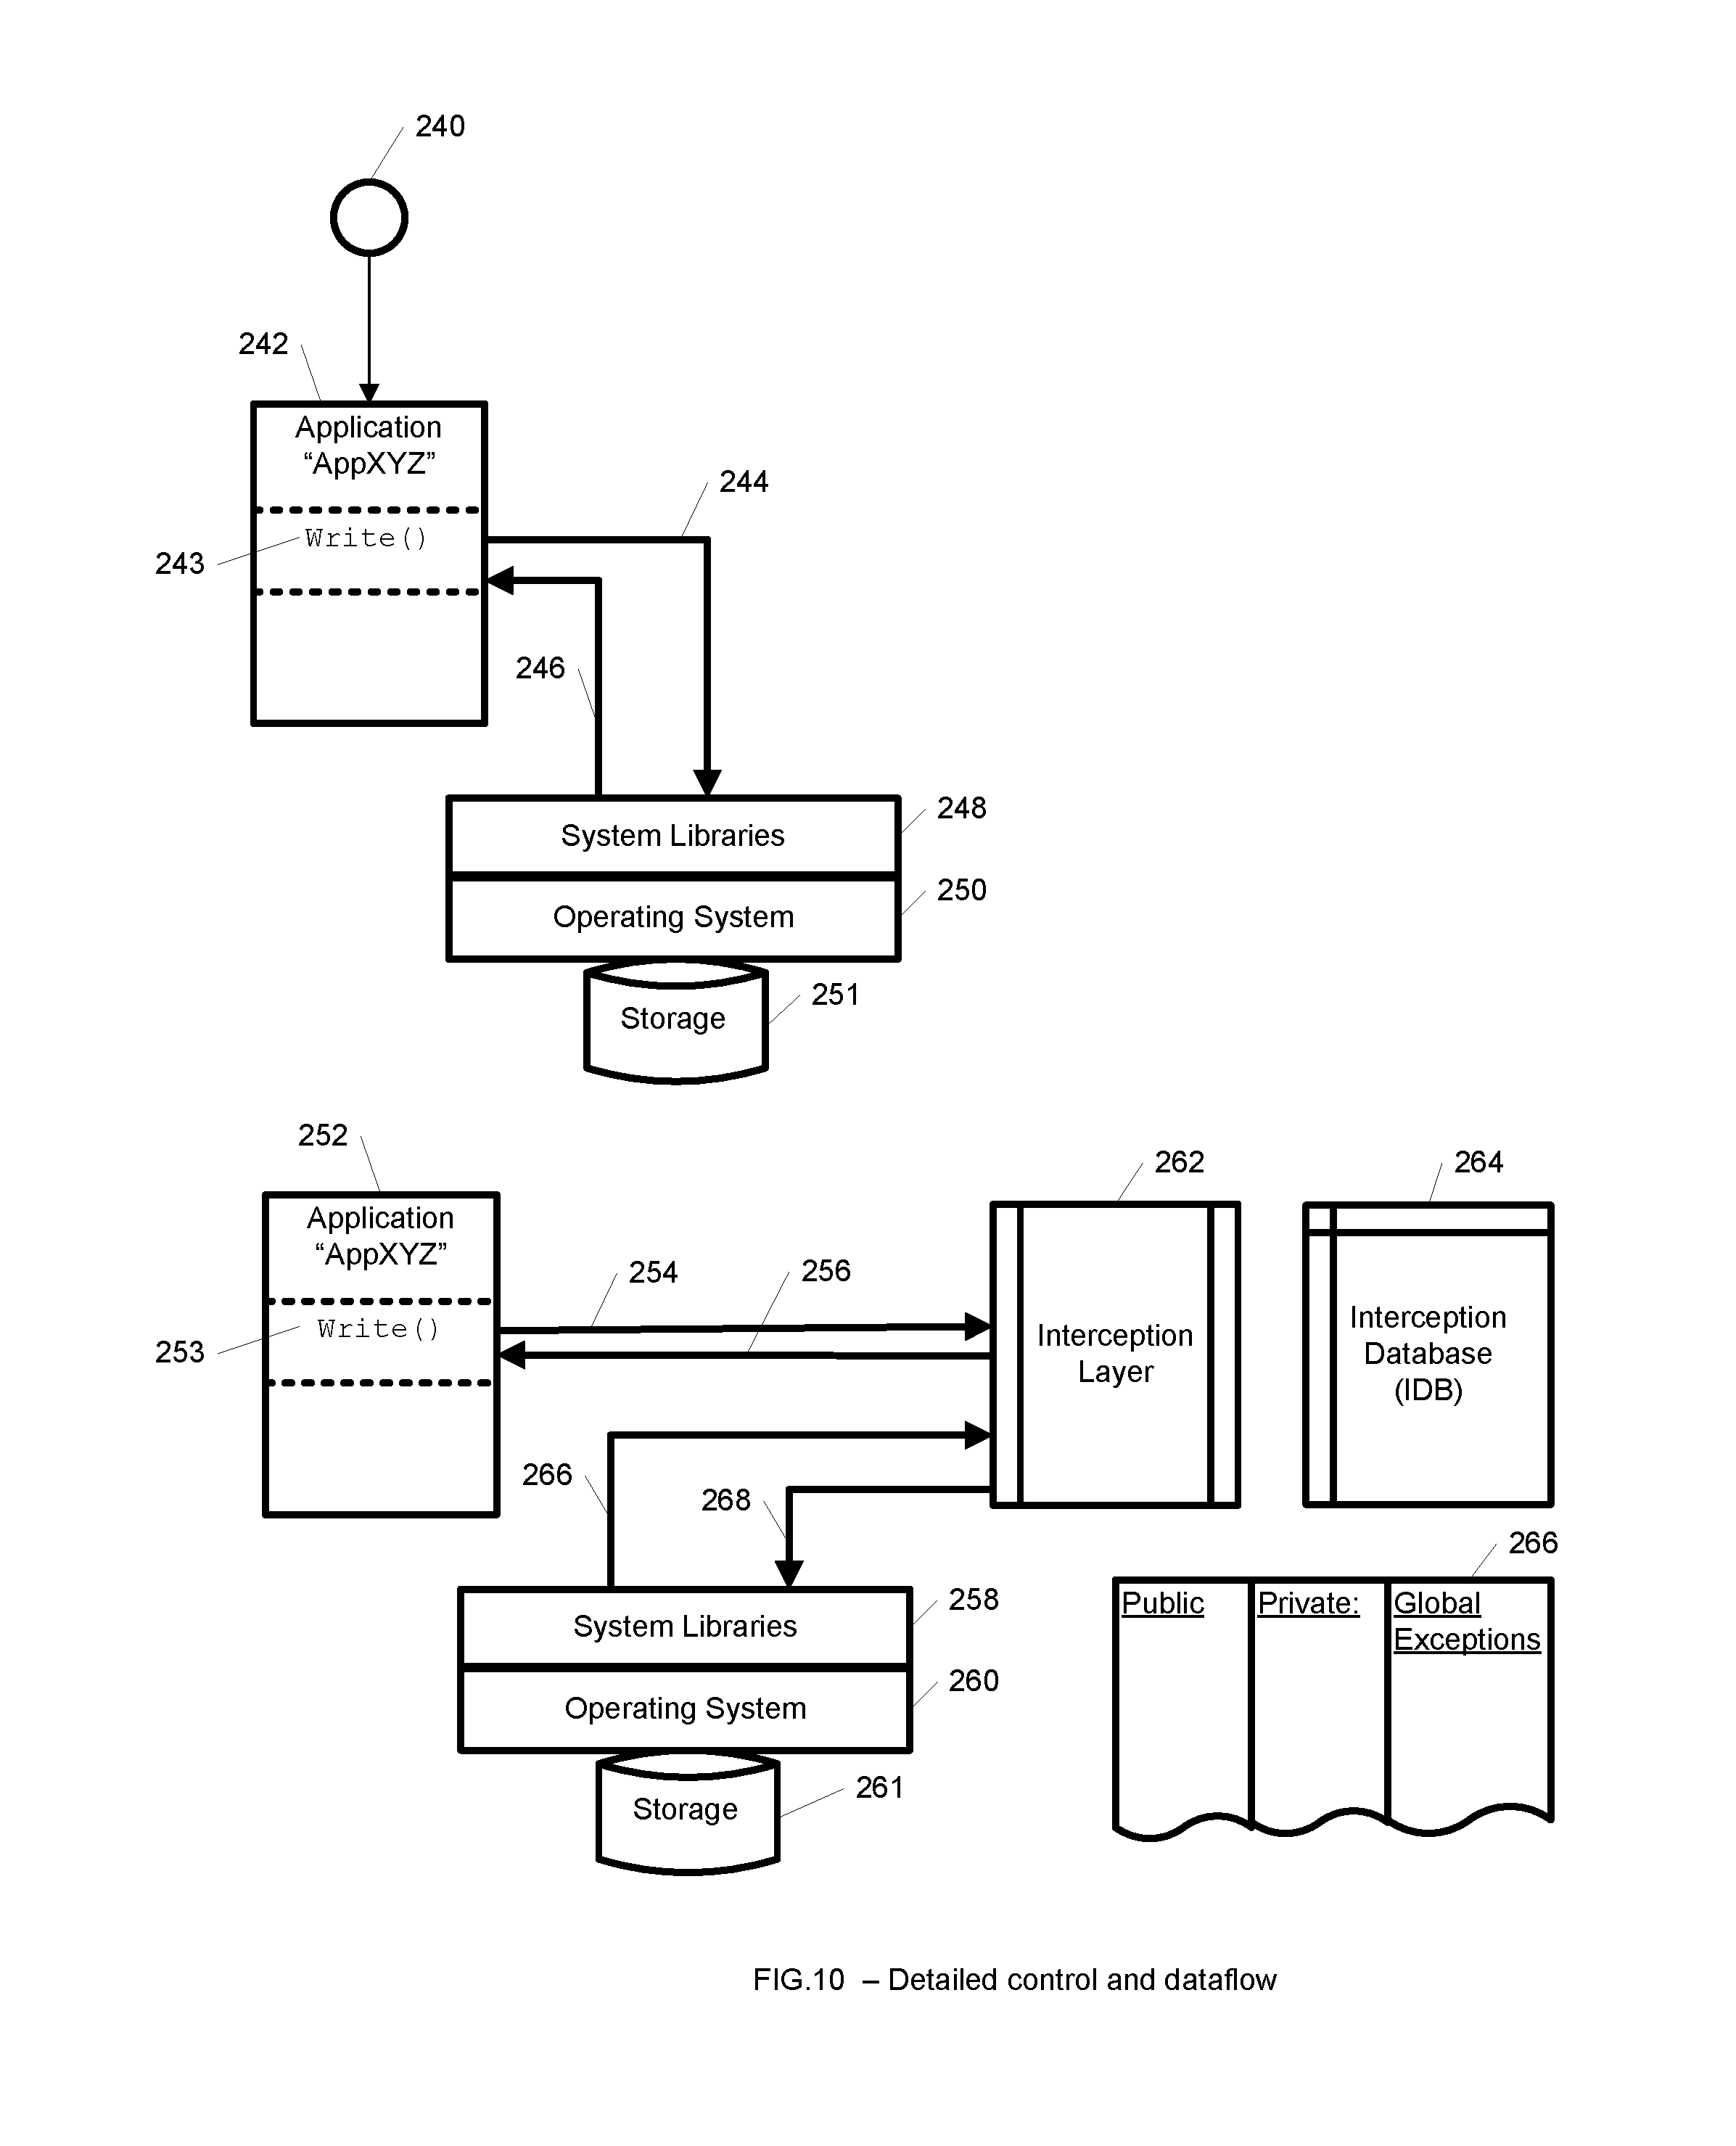 240
242
Application
“AppXYZ”
244
Write()
243
246
248
System Libraries
250
Operating System
251
Storage
252
262
264
Application
“AppXYZ”
254
256
Write()
253
Interception
Layer
Interception
Database
(IDB)
266
268
266
258
Public
Private:
Global
Exceptions
System Libraries
260
Operating System
261
Storage
FIG.10 – Detailed control and dataflow